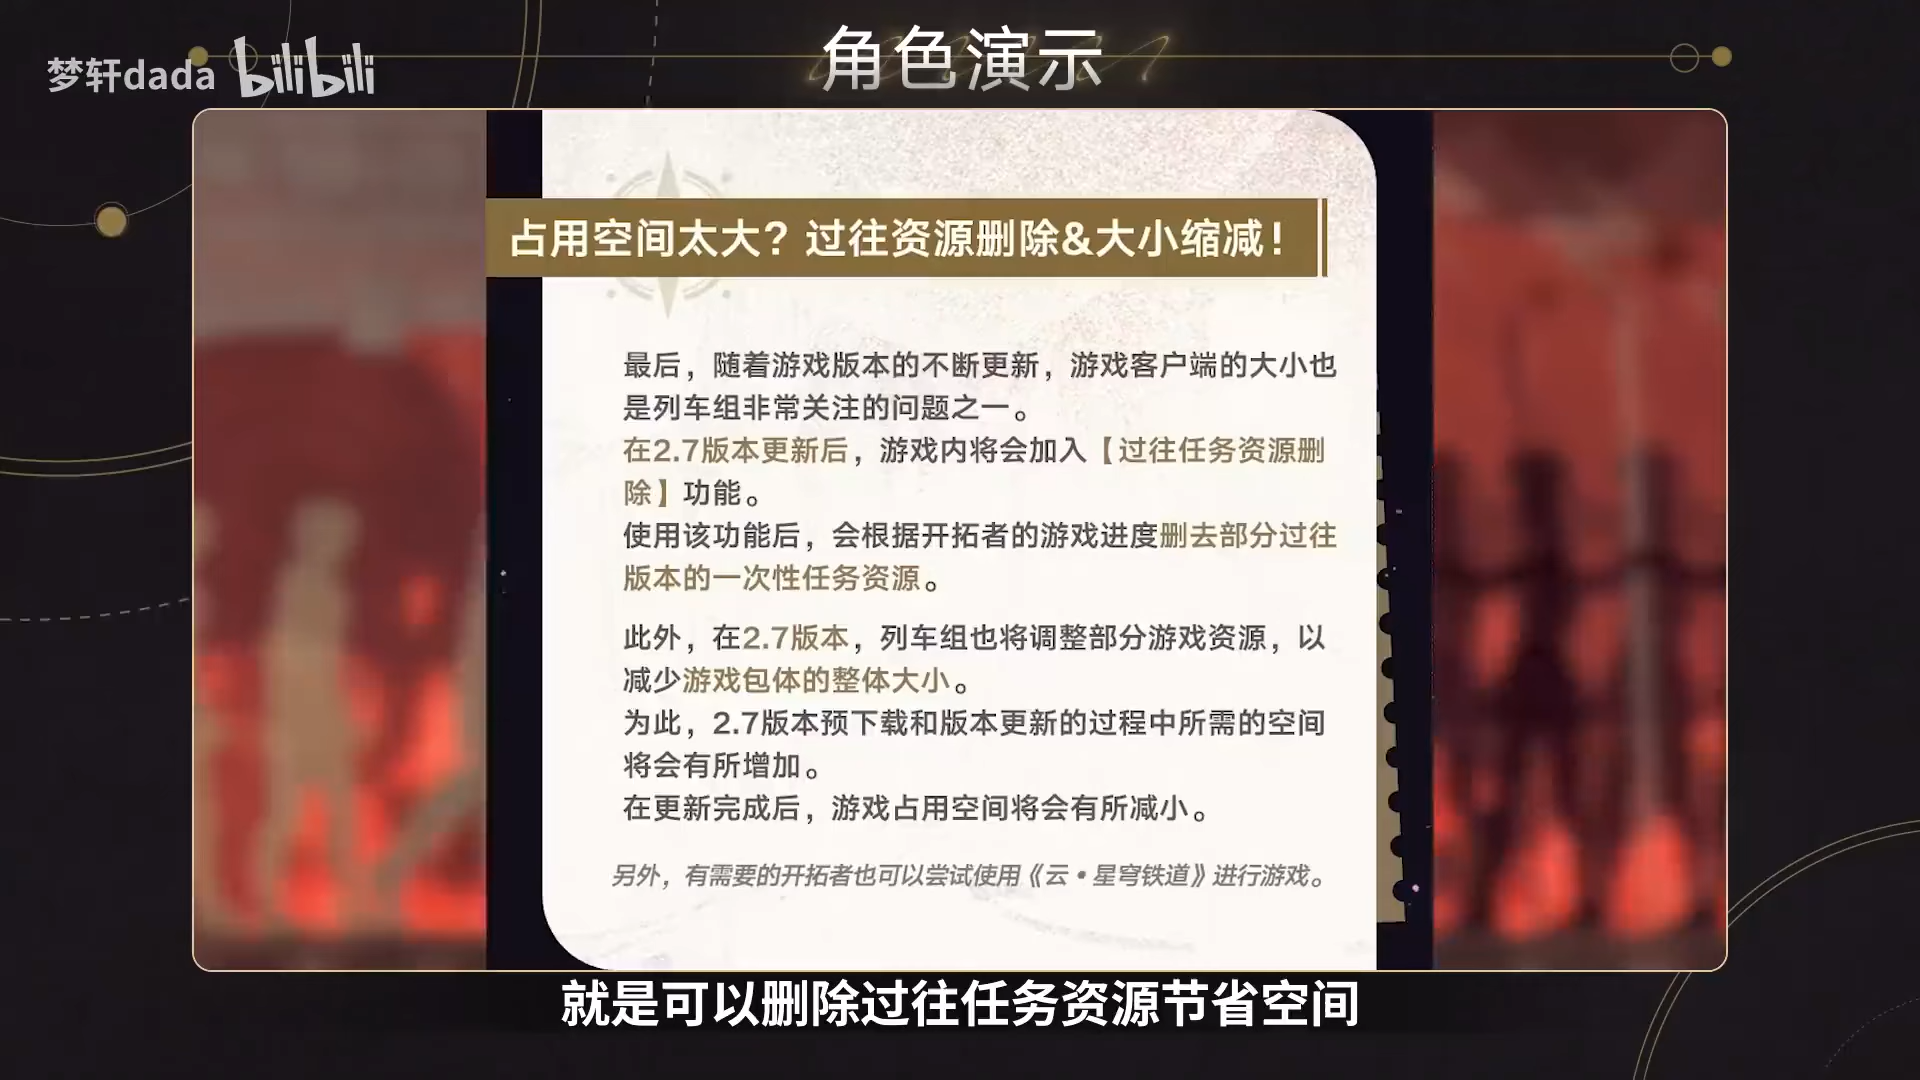 角色演示
梦轩dada bilibili
占用空间太大？过往资源删除&大小缩减！
最后，随着游戏版本的不断更新，游戏客户端的大小也
是列车组非常关注的问题之一。
在2.7版本更新后，游戏内将会加入【过往任务资源删
除】功能。
使用该功能后，会根据开拓者的游戏进度删去部分过往
版本的一次性任务资源。
此外，在2.7版本，列车组也将调整部分游戏资源，以
减少游戏包体的整体大小。
为此，2.7版本预下载和版本更新的过程中所需的空间
将会有所增加。
在更新完成后，游戏占用空间将会有所减小。
另外，有需要的开拓者也可以尝试使用《云•星穹铁道》进行游戏。
就是可以删除过往任务资源节省空间